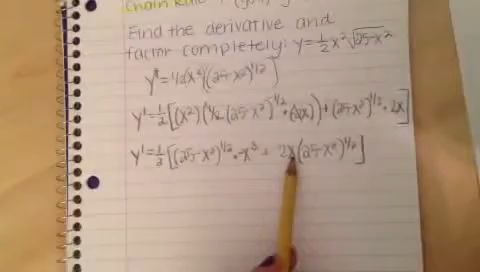 Chain Rule
Find the derivative and
factor completely: y=½x²√25-x²
y'=½(x²)(25-x²)^1/2
y'=½[(x²)(½(25-x²)^1/2·(2x))+(25-x²)^1/2·2x]
y'=½[(25-x²)^1/2·-x³+ 2x(25-x²)^1/2]